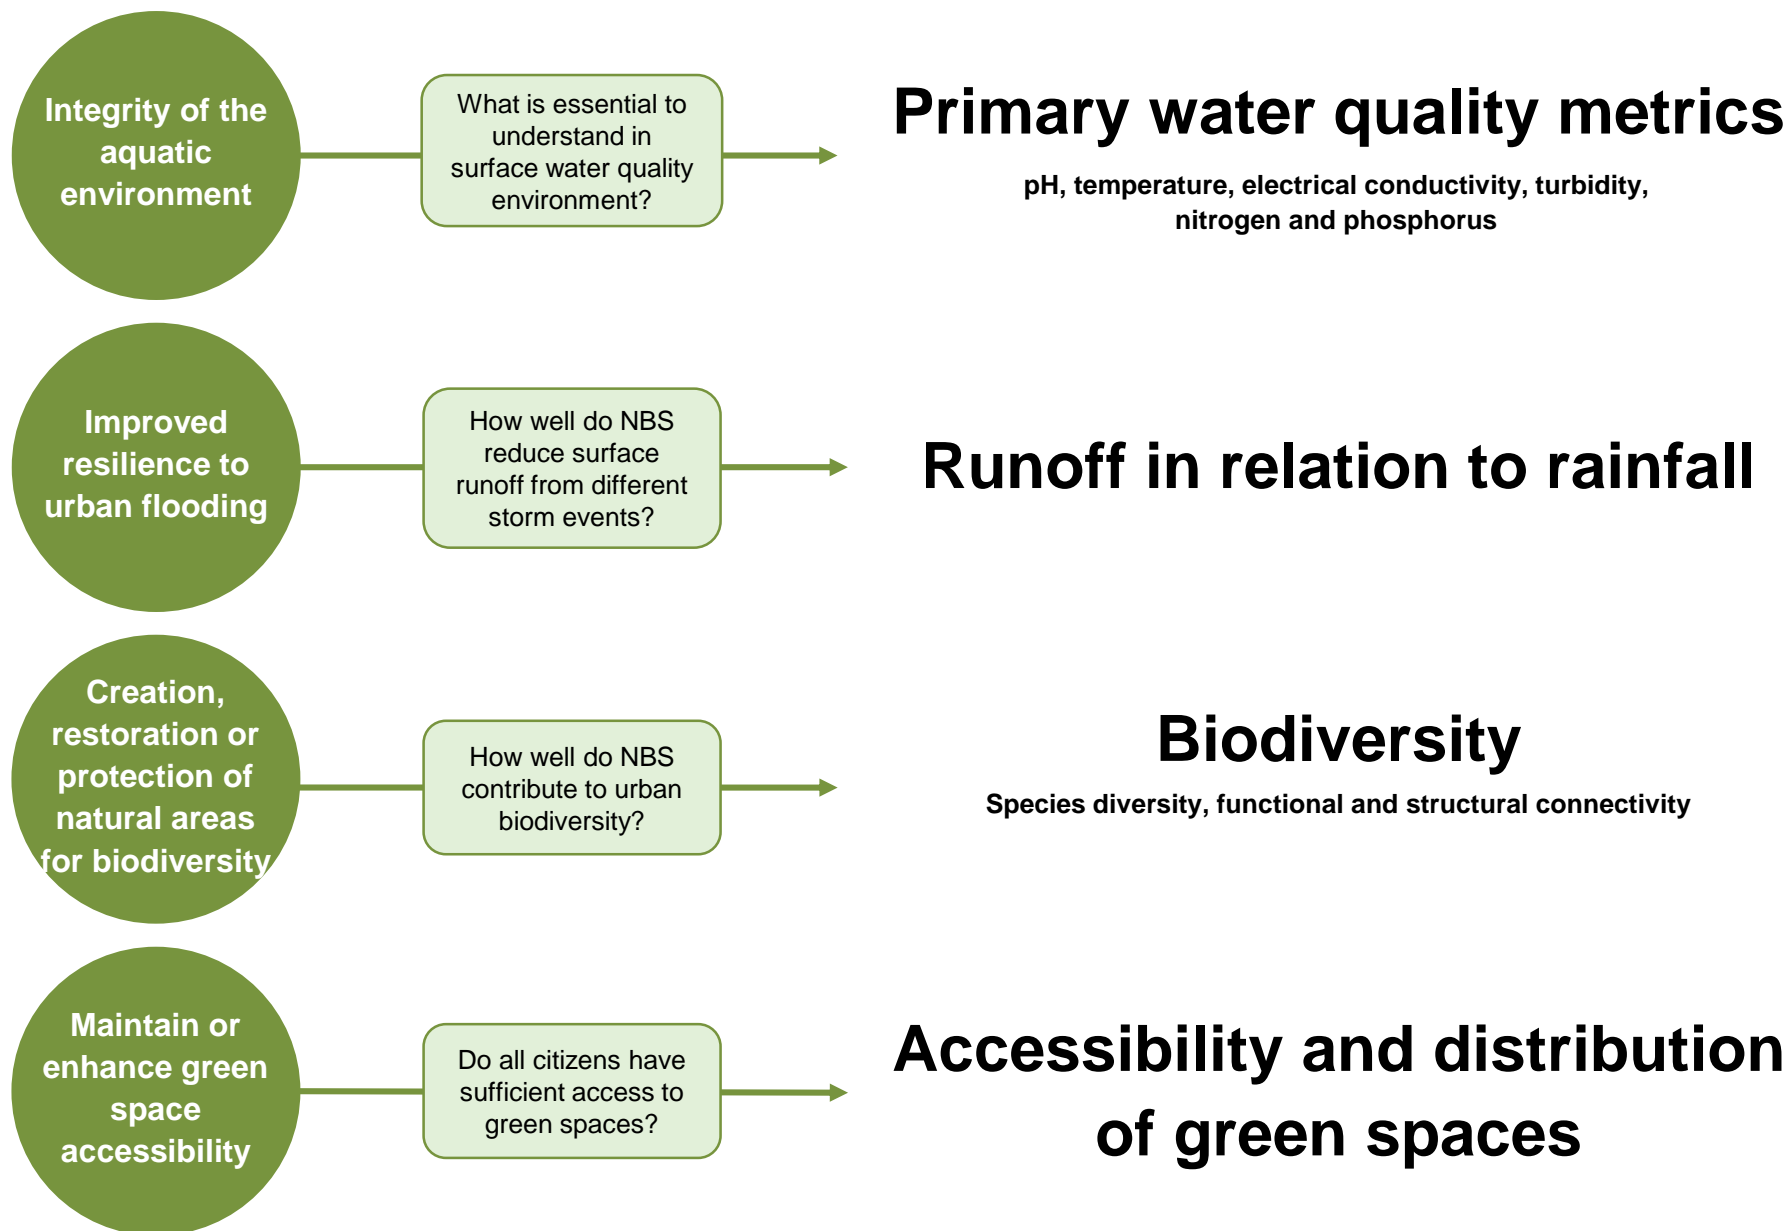 Integrity of the
aquatic
environment
What is essential to
understand in
surface water quality
environment?
Primary water quality metrics
pH, temperature, electrical conductivity, turbidity,
nitrogen and phosphorus
Improved
resilience to
urban flooding
How well do NBS
reduce surface
runoff from different
storm events?
Runoff in relation to rainfall
Creation,
restoration or
protection of
natural areas
for biodiversity
How well do NBS
contribute to urban
biodiversity?
Biodiversity
Species diversity, functional and structural connectivity
Maintain or
enhance green
space
accessibility
Do all citizens have
sufficient access to
green spaces?
Accessibility and distribution
of green spaces